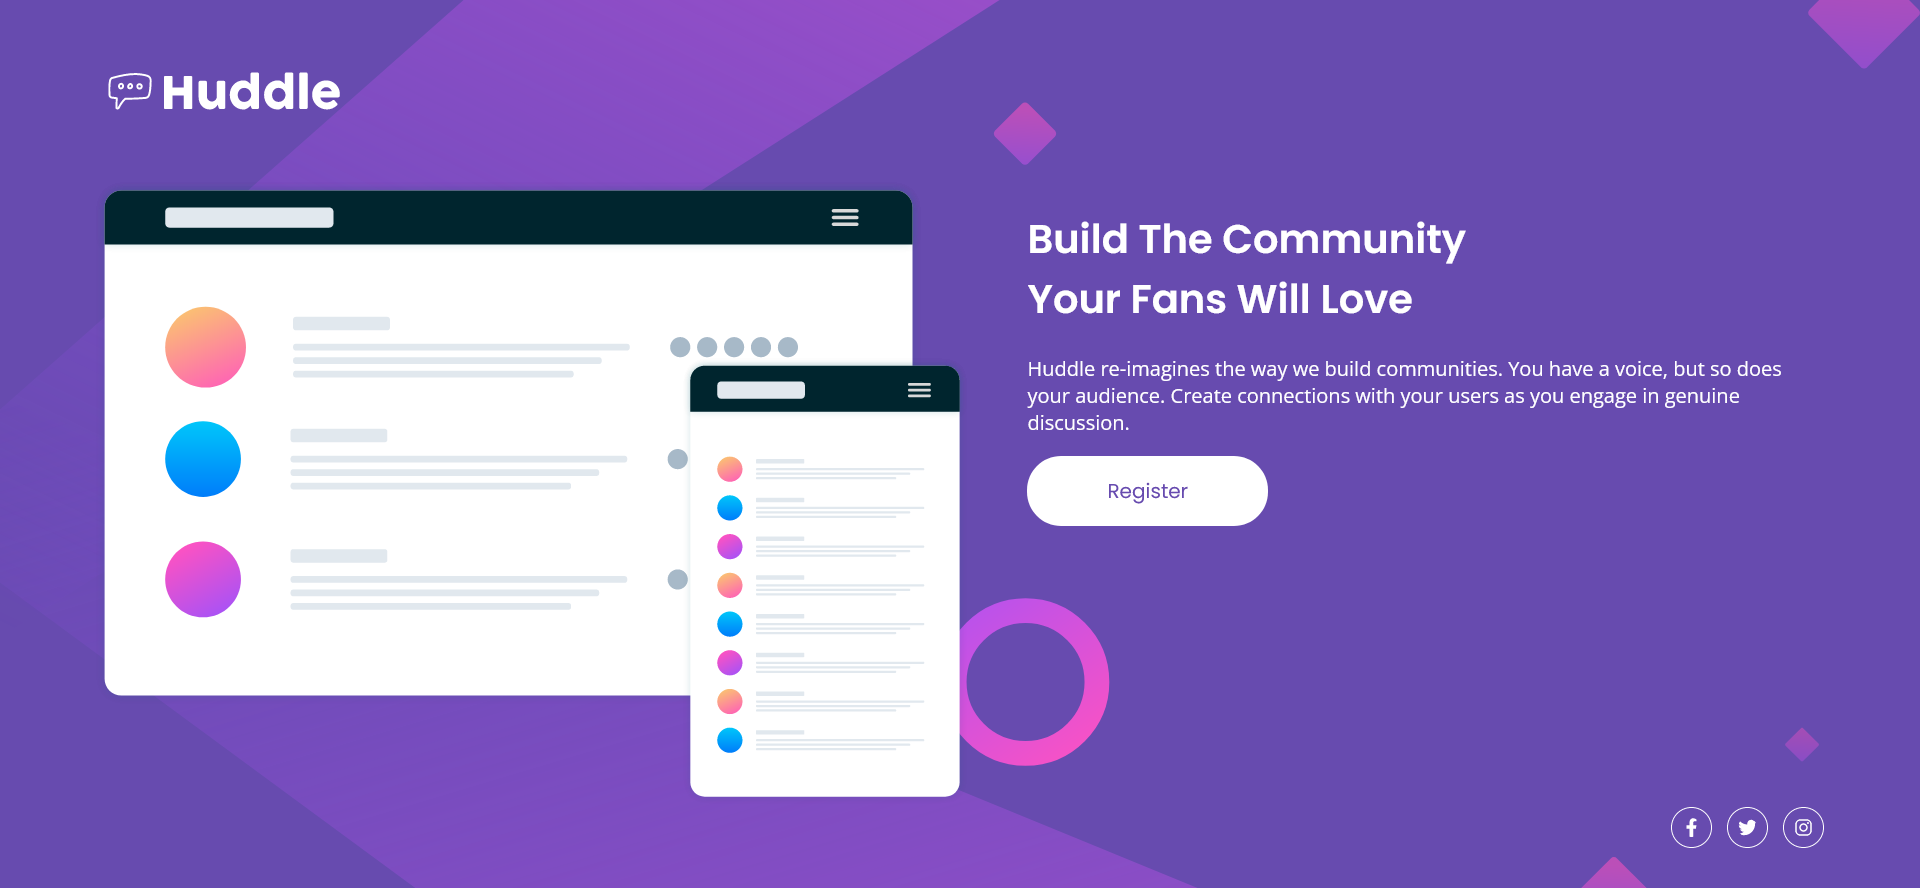 Huddle
Build The Community
Your Fans Will Love
Huddle re-imagines the way we build communities. You have a voice, but so does
your audience. Create connections with your users as you engage in genuine
discussion.
Register